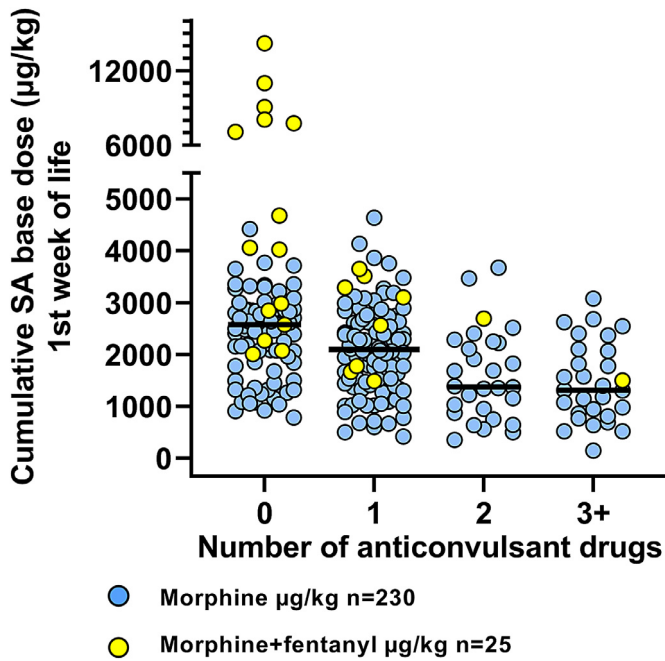 Cumulative SA base dose (µg/kg)
1st week of life
12000
6000
5000
4000
3000
2000
1000
0
0 1 2 3+
Number of anticonvulsant drugs
Morphine µg/kg n=230
Morphine+fentanyl µg/kg n=25